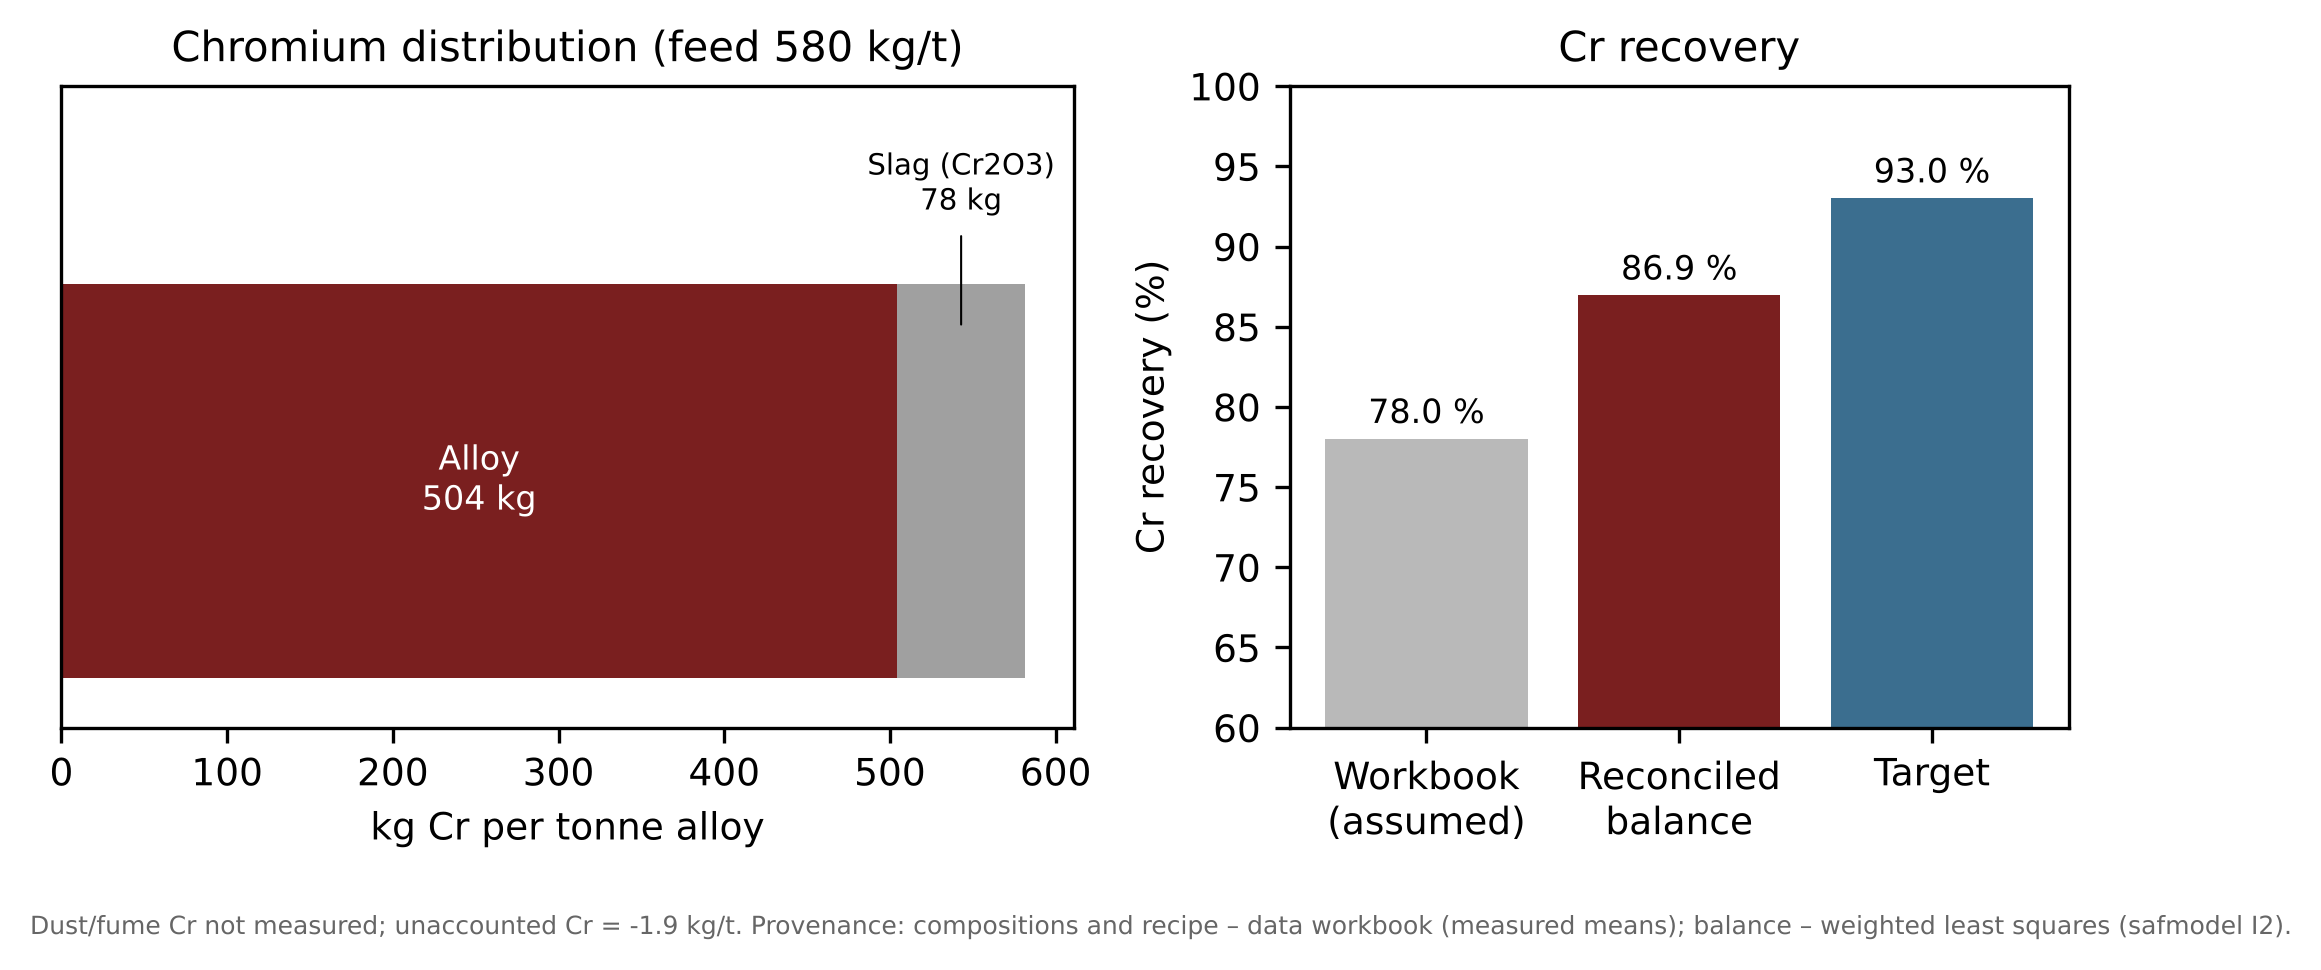 Chromium distribution (feed 580 kg/t)
Slag (Cr2O3)
78 kg
Alloy
504 kg
0 100 200 300 400 500 600
kg Cr per tonne alloy
Cr recovery
Cr recovery (%)
100
95
90
85
80
75
70
65
60
78.0 %
86.9 %
93.0 %
Workbook
(assumed)
Reconciled
balance
Target
Dust/fume Cr not measured; unaccounted Cr = -1.9 kg/t. Provenance: compositions and recipe – data workbook (measured means); balance – weighted least squares (safmodel I2).